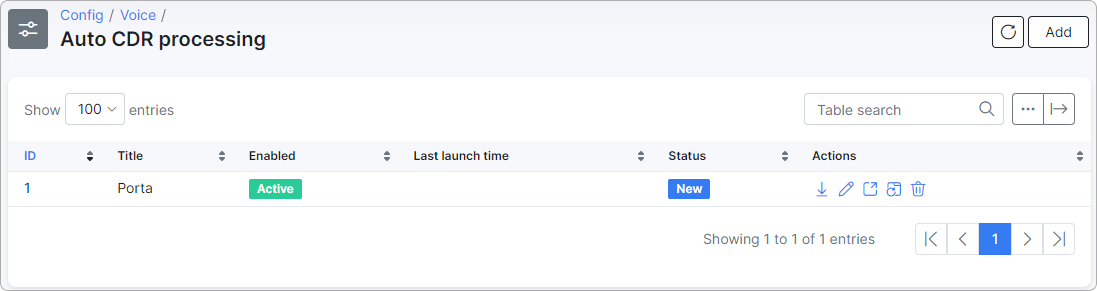 Config / Voice /
Auto CDR processing
Add
Show 100 entries
Table search
ID Title Enabled Last launch time Status Actions
1 Porta Active New
Showing 1 to 1 of 1 entries
1